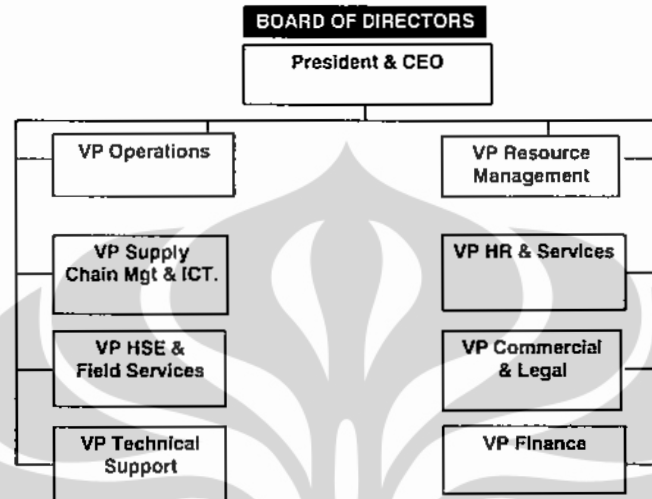 BOARD OF DIRECTORS
President & CEO
VP Operations
VP Resource
Management
VP Supply
Chain Mgt & ICT.
VP HR & Services
VP HSE &
Field Services
VP Commercial
& Legal
VP Technical
Support
VP Finance